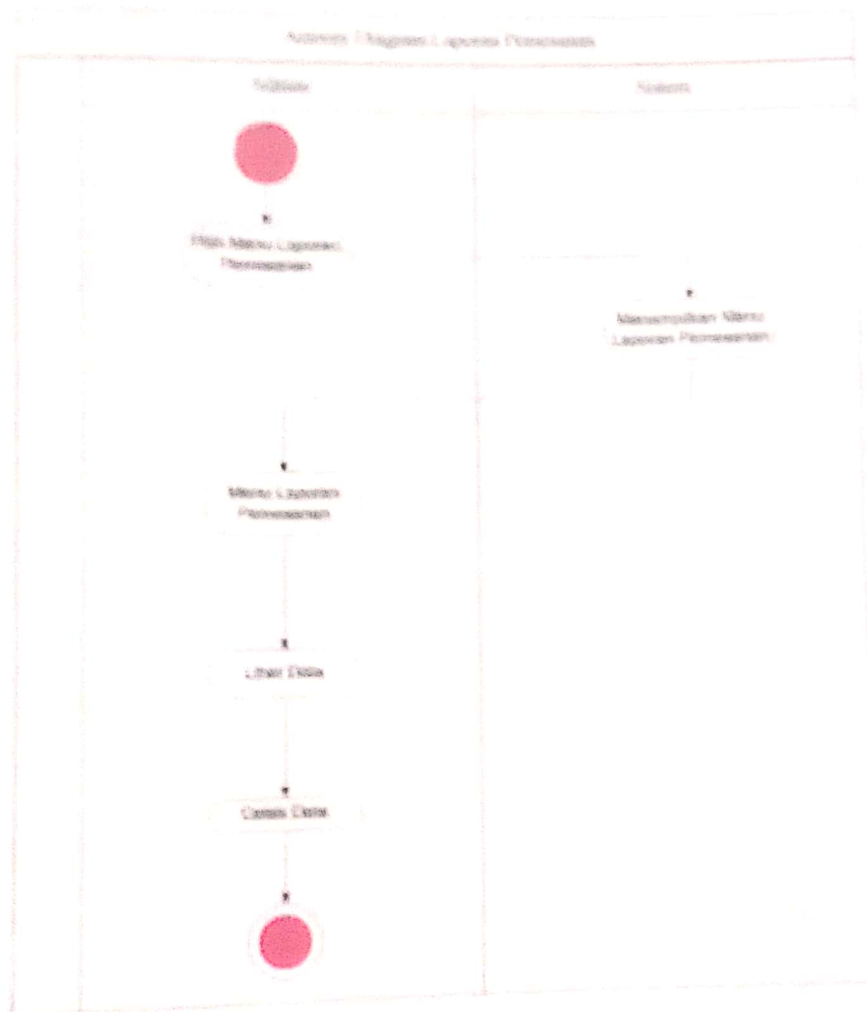 Activity Diagram Laporan Pemesanan
Sistem
Pilih Menu Laporan
Pemesanan
Menampilkan Menu
Laporan Pemesanan
Menu Laporan
Pemesanan
Lihat Data
Cetak Data